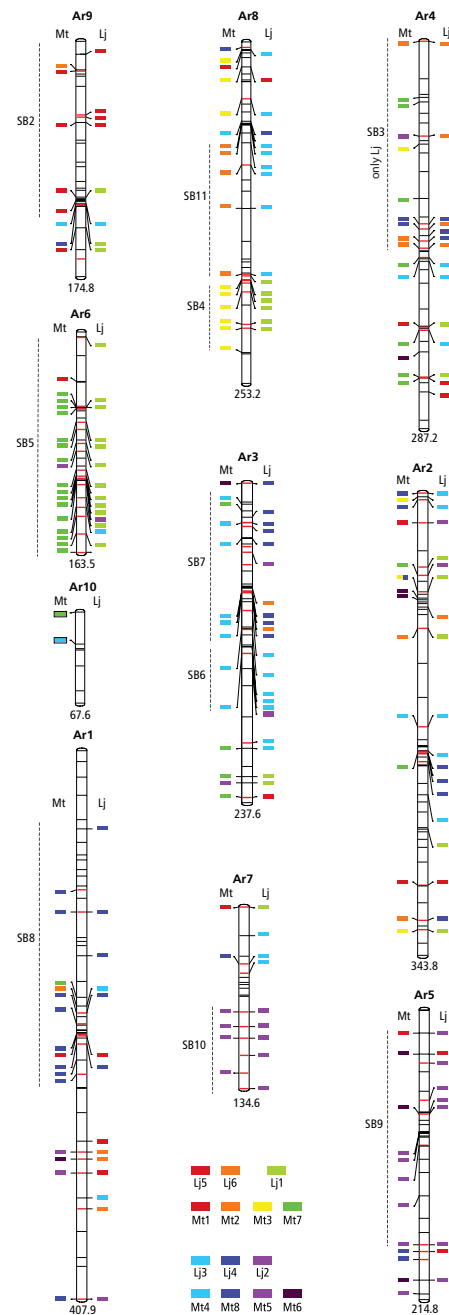 Ar9
Mt Lj
SB2
174.8
Ar6
Mt Lj
SB5
163.5
Ar10
Mt Lj
67.6
Ar1
Mt Lj
SB8
407.9
Ar8
Mt Lj
SB11
SB4
253.2
Ar3
Mt Lj
SB7
SB6
237.6
Ar7
Mt Lj
SB10
134.6
Ar4
Mt Lj
SB3
only Lj
287.2
Ar2
Mt Lj
343.8
Ar5
Mt Lj
SB9
214.8
Lj5 Lj6 Lj1
Mt1 Mt2 Mt3 Mt7
Lj3 Lj4 Lj2
Mt4 Mt8 Mt5 Mt6